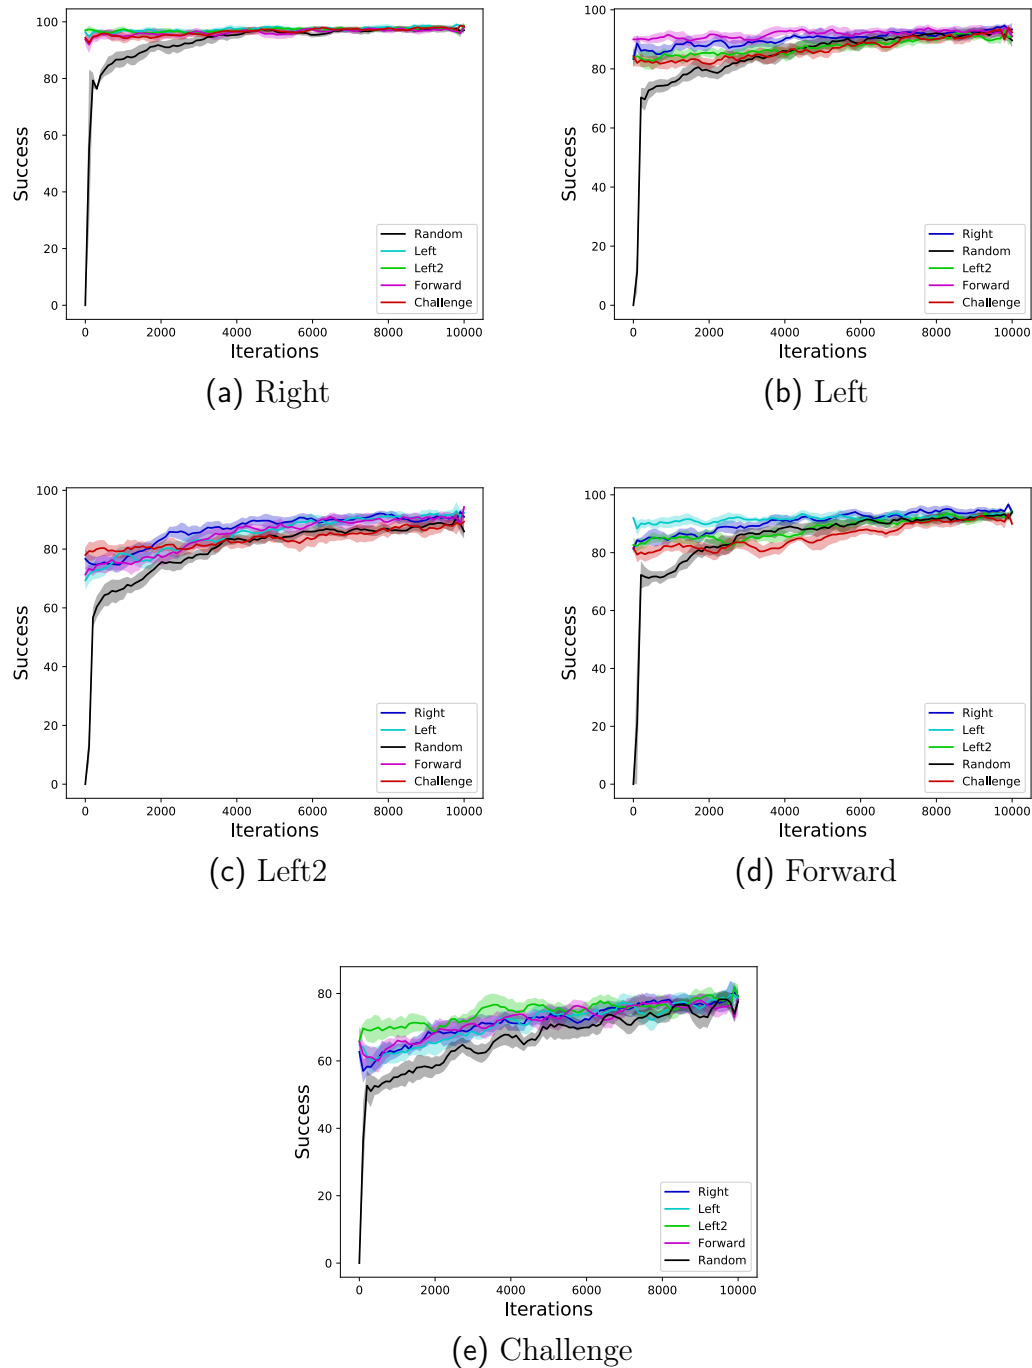 100
80
60
40
20
0
Success
Random
Left
Left2
Forward
Challenge
0 2000 4000 6000 8000 10000
Iterations
(a) Right
100
80
60
40
20
0
Success
Right
Random
Left2
Forward
Challenge
0 2000 4000 6000 8000 10000
Iterations
(b) Left
100
80
60
40
20
0
Success
Right
Left
Random
Forward
Challenge
0 2000 4000 6000 8000 10000
Iterations
(c) Left2
100
80
60
40
20
0
Success
Right
Left
Left2
Random
Challenge
0 2000 4000 6000 8000 10000
Iterations
(d) Forward
80
60
40
20
0
Success
Right
Left
Left2
Forward
Random
0 2000 4000 6000 8000 10000
Iterations
(e) Challenge